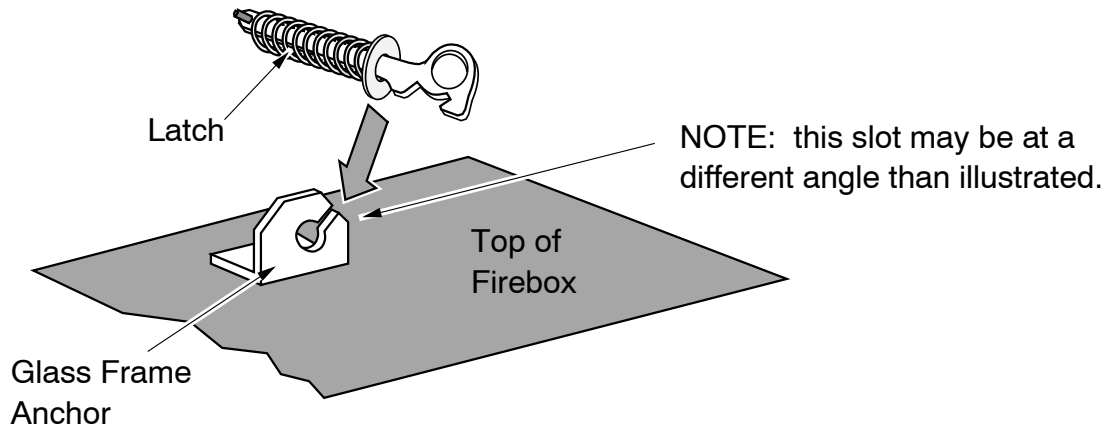 Latch
NOTE:  this slot may be at a
different angle than illustrated.
Top of
Firebox
Glass Frame
Anchor